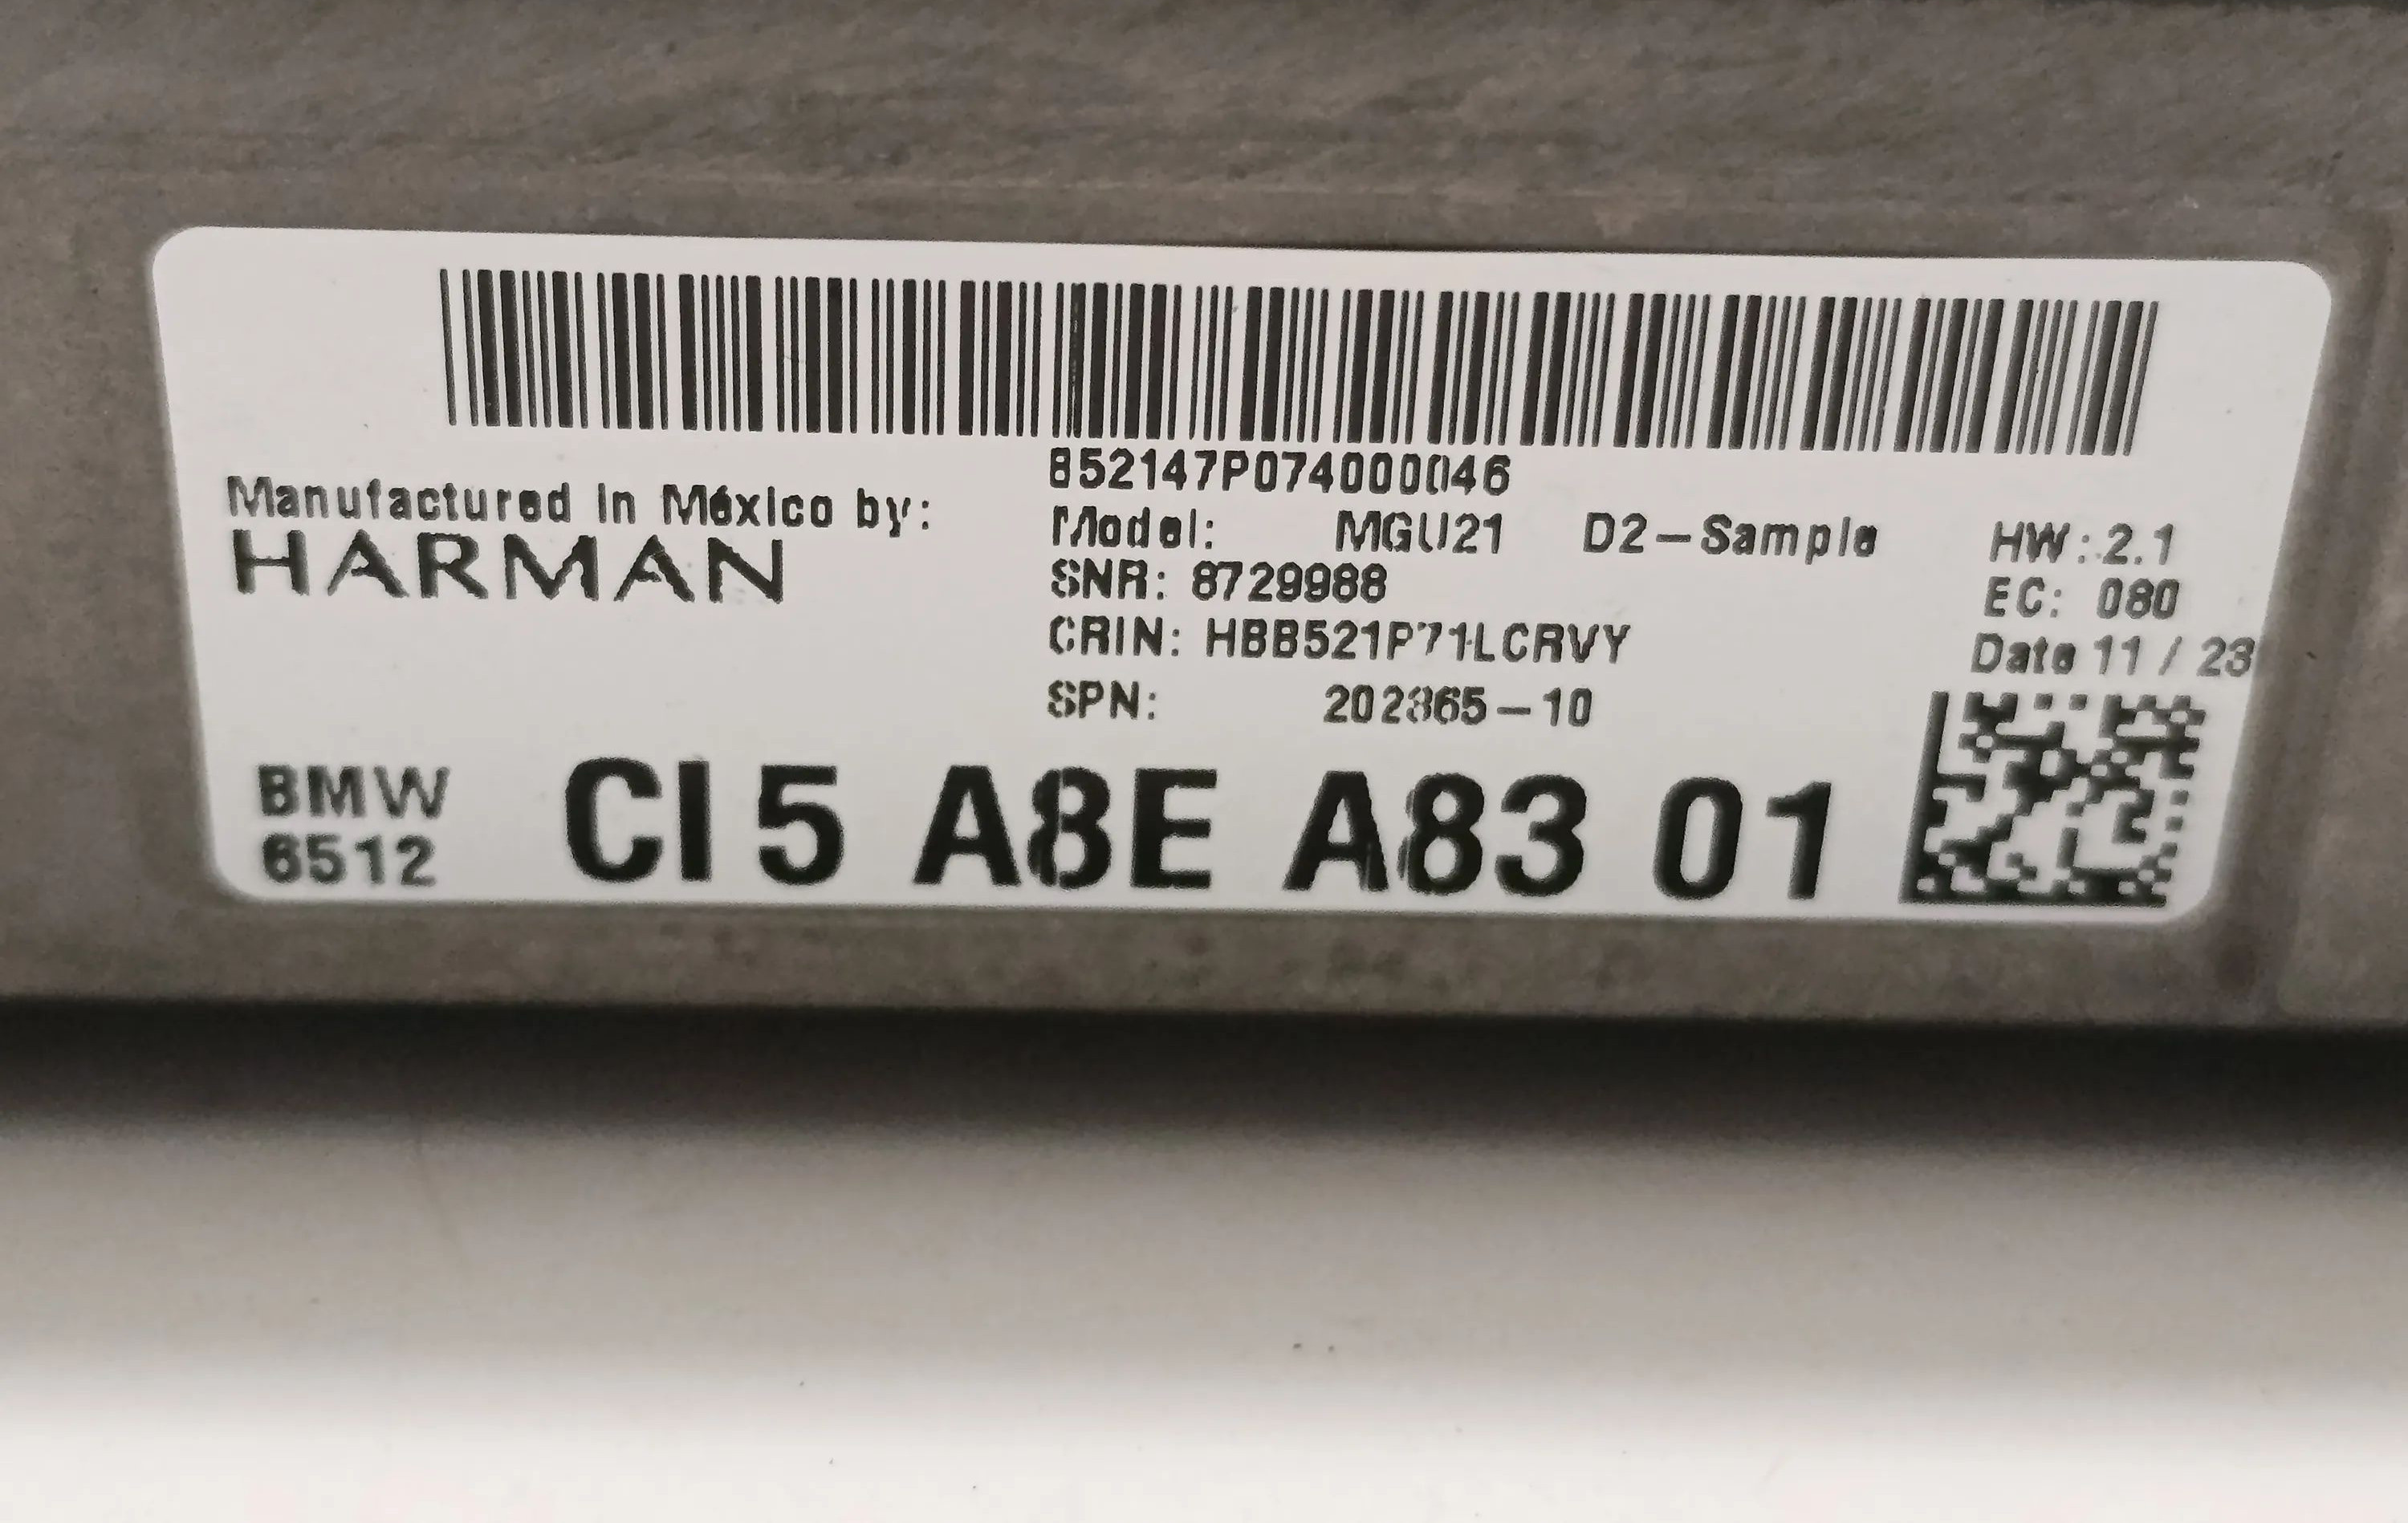 852147P074000046
Manufactured in México by:
HARMAN
Model: MGU21 D2-Sample
SNR: 8729988
CRIN: HBB521P71LCRVY
SPN: 202865-10
HW: 2.1
EC: 080
Date 11 / 23
BMW
6512
CI5 A8E A83 01